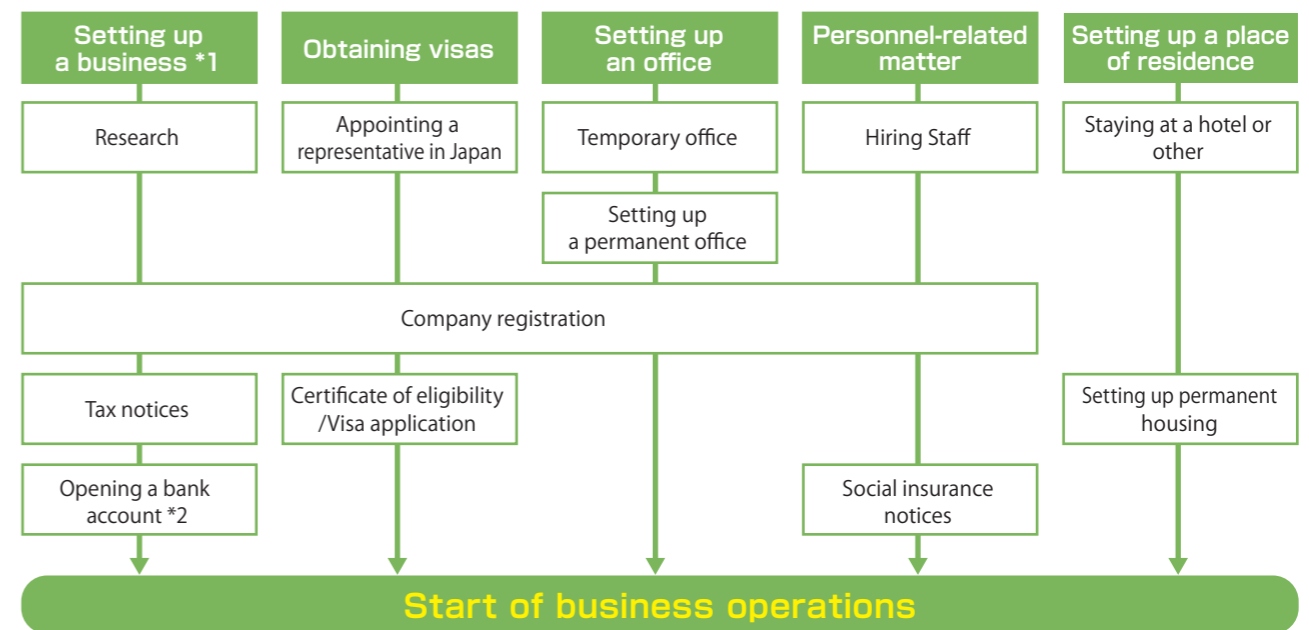 Setting up
a business *1
Obtaining visas
Setting up
an office
Personnel-related
matter
Setting up a place
of residence
Research
Appointing a
representative in Japan
Temporary office
Hiring Staff
Staying at a hotel or
other
Setting up
a permanent office
Company registration
Tax notices
Certificate of eligibility
/Visa application
Setting up permanent
housing
Opening a bank
account *2
Social insurance
notices
Start of business operations